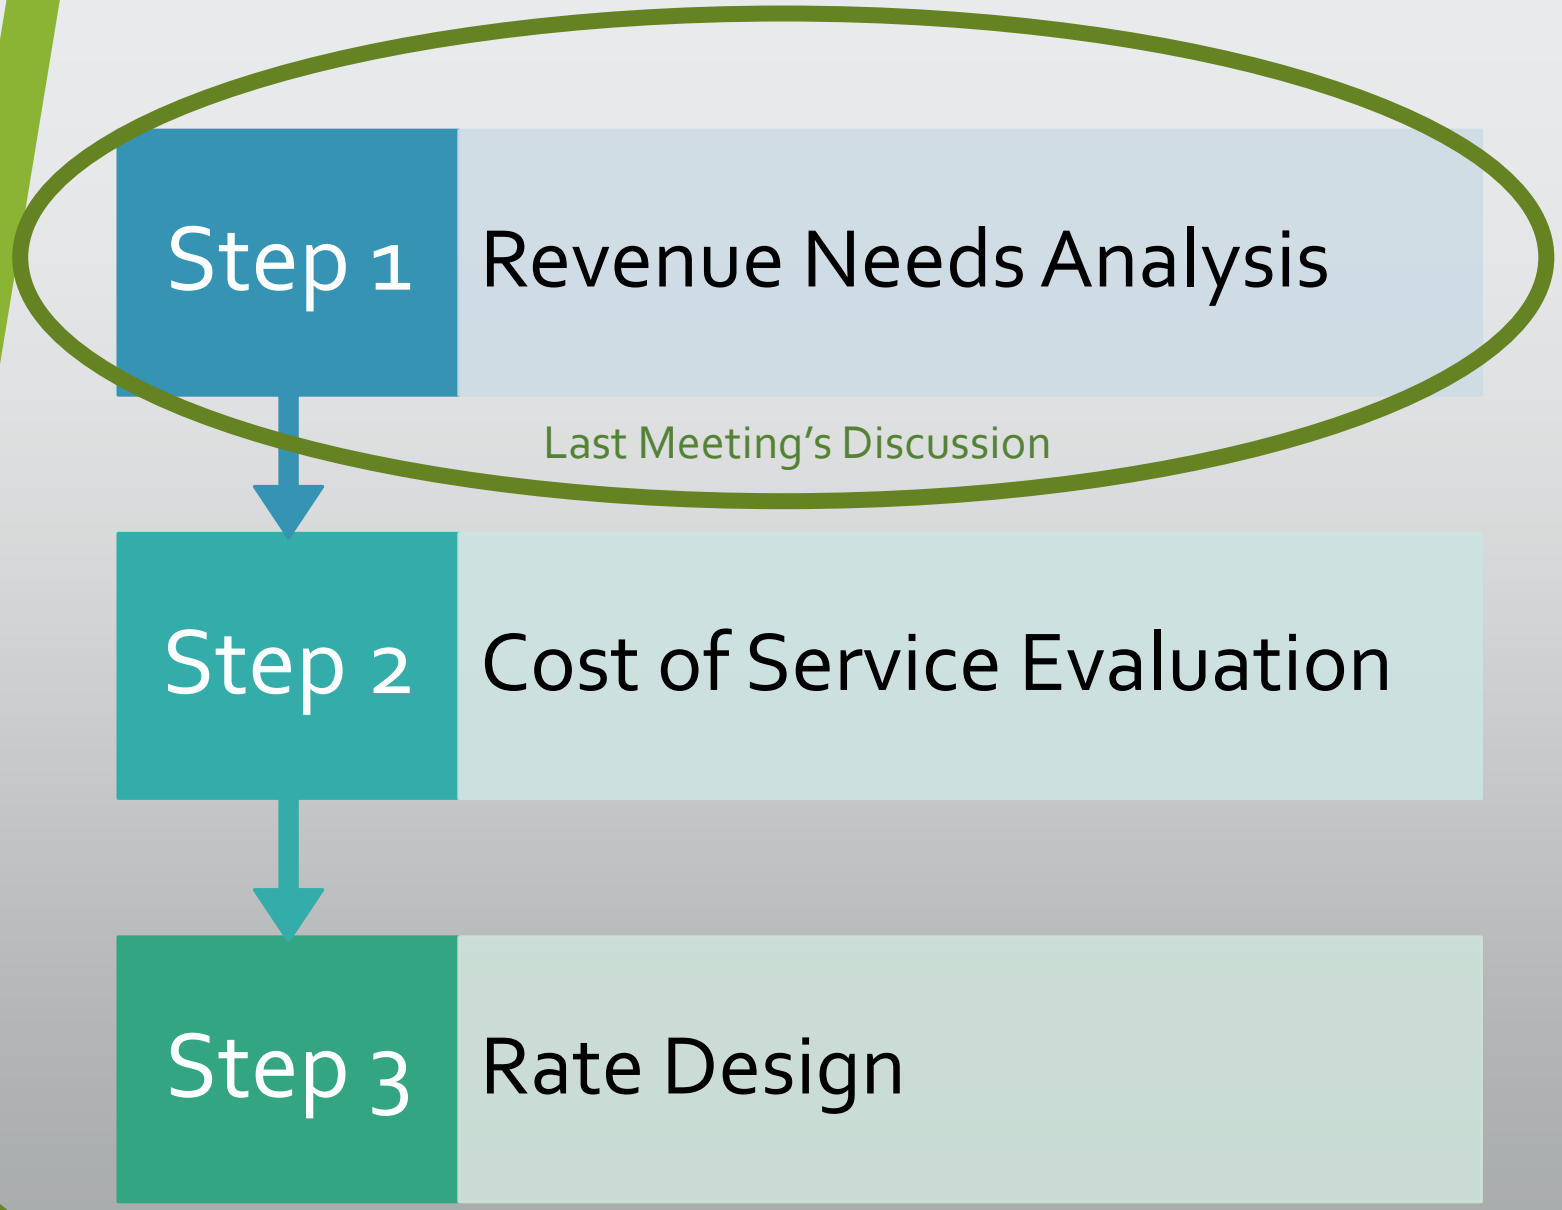 Step 1
Revenue Needs Analysis
Last Meeting’s Discussion
Step 2
Cost of Service Evaluation
Step 3
Rate Design